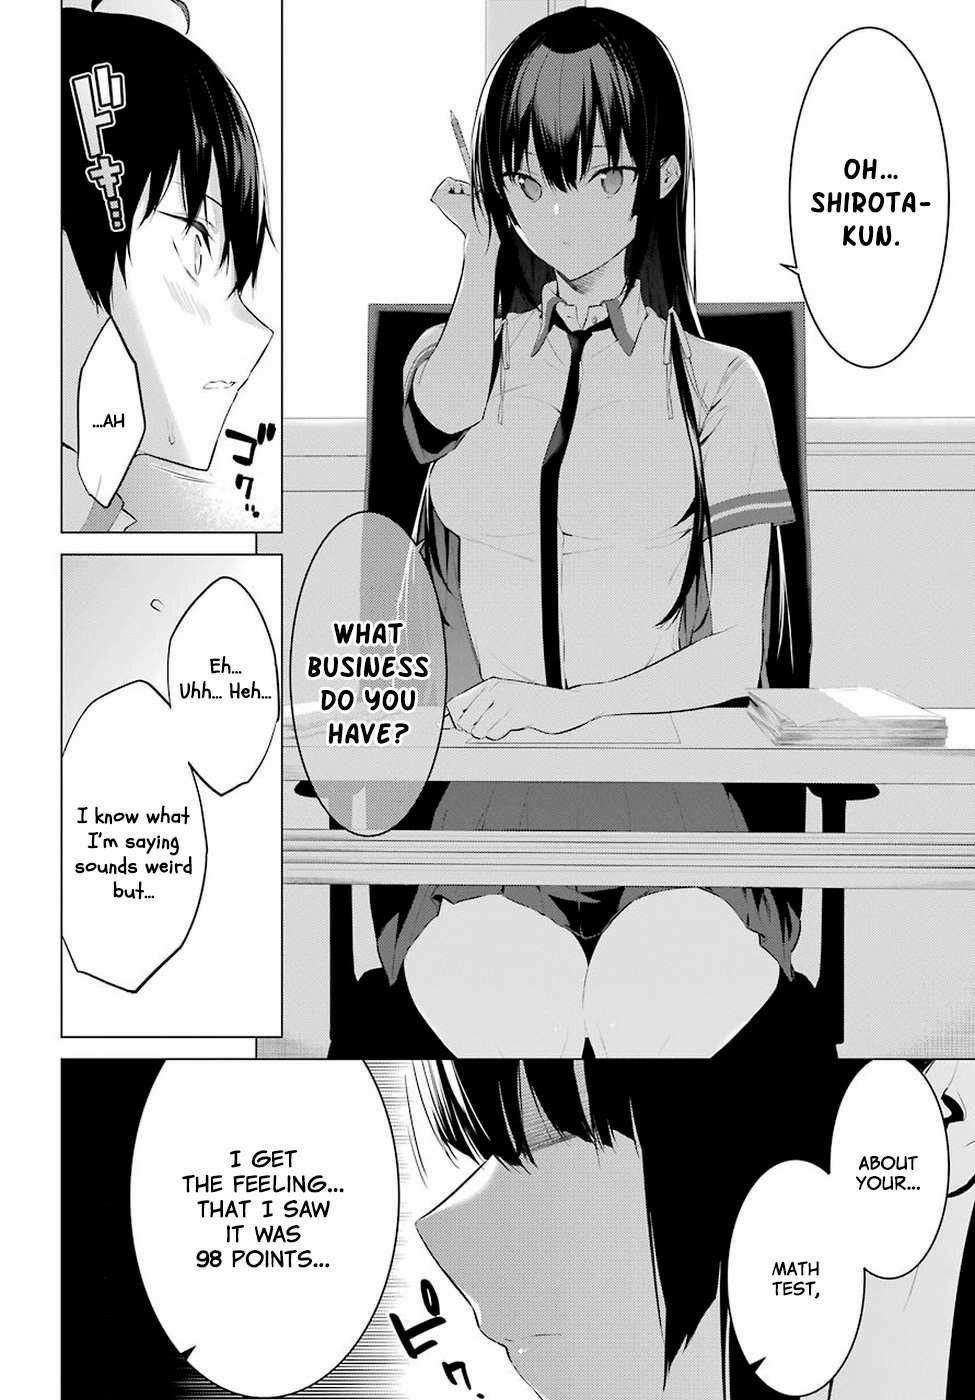 OH...
SHIROTA-
KUN.
WHAT
BUSINESS
DO YOU
HAVE?
ドキ…
...AH
ゴク…
Eh...
Uhh... Heh...
I know what
I'm saying
sounds weird
but...
ABOUT
YOUR...
MATH
TEST,
I GET
THE FEELING...
THAT I SAW
IT WAS
98 POINTS...
ピク…